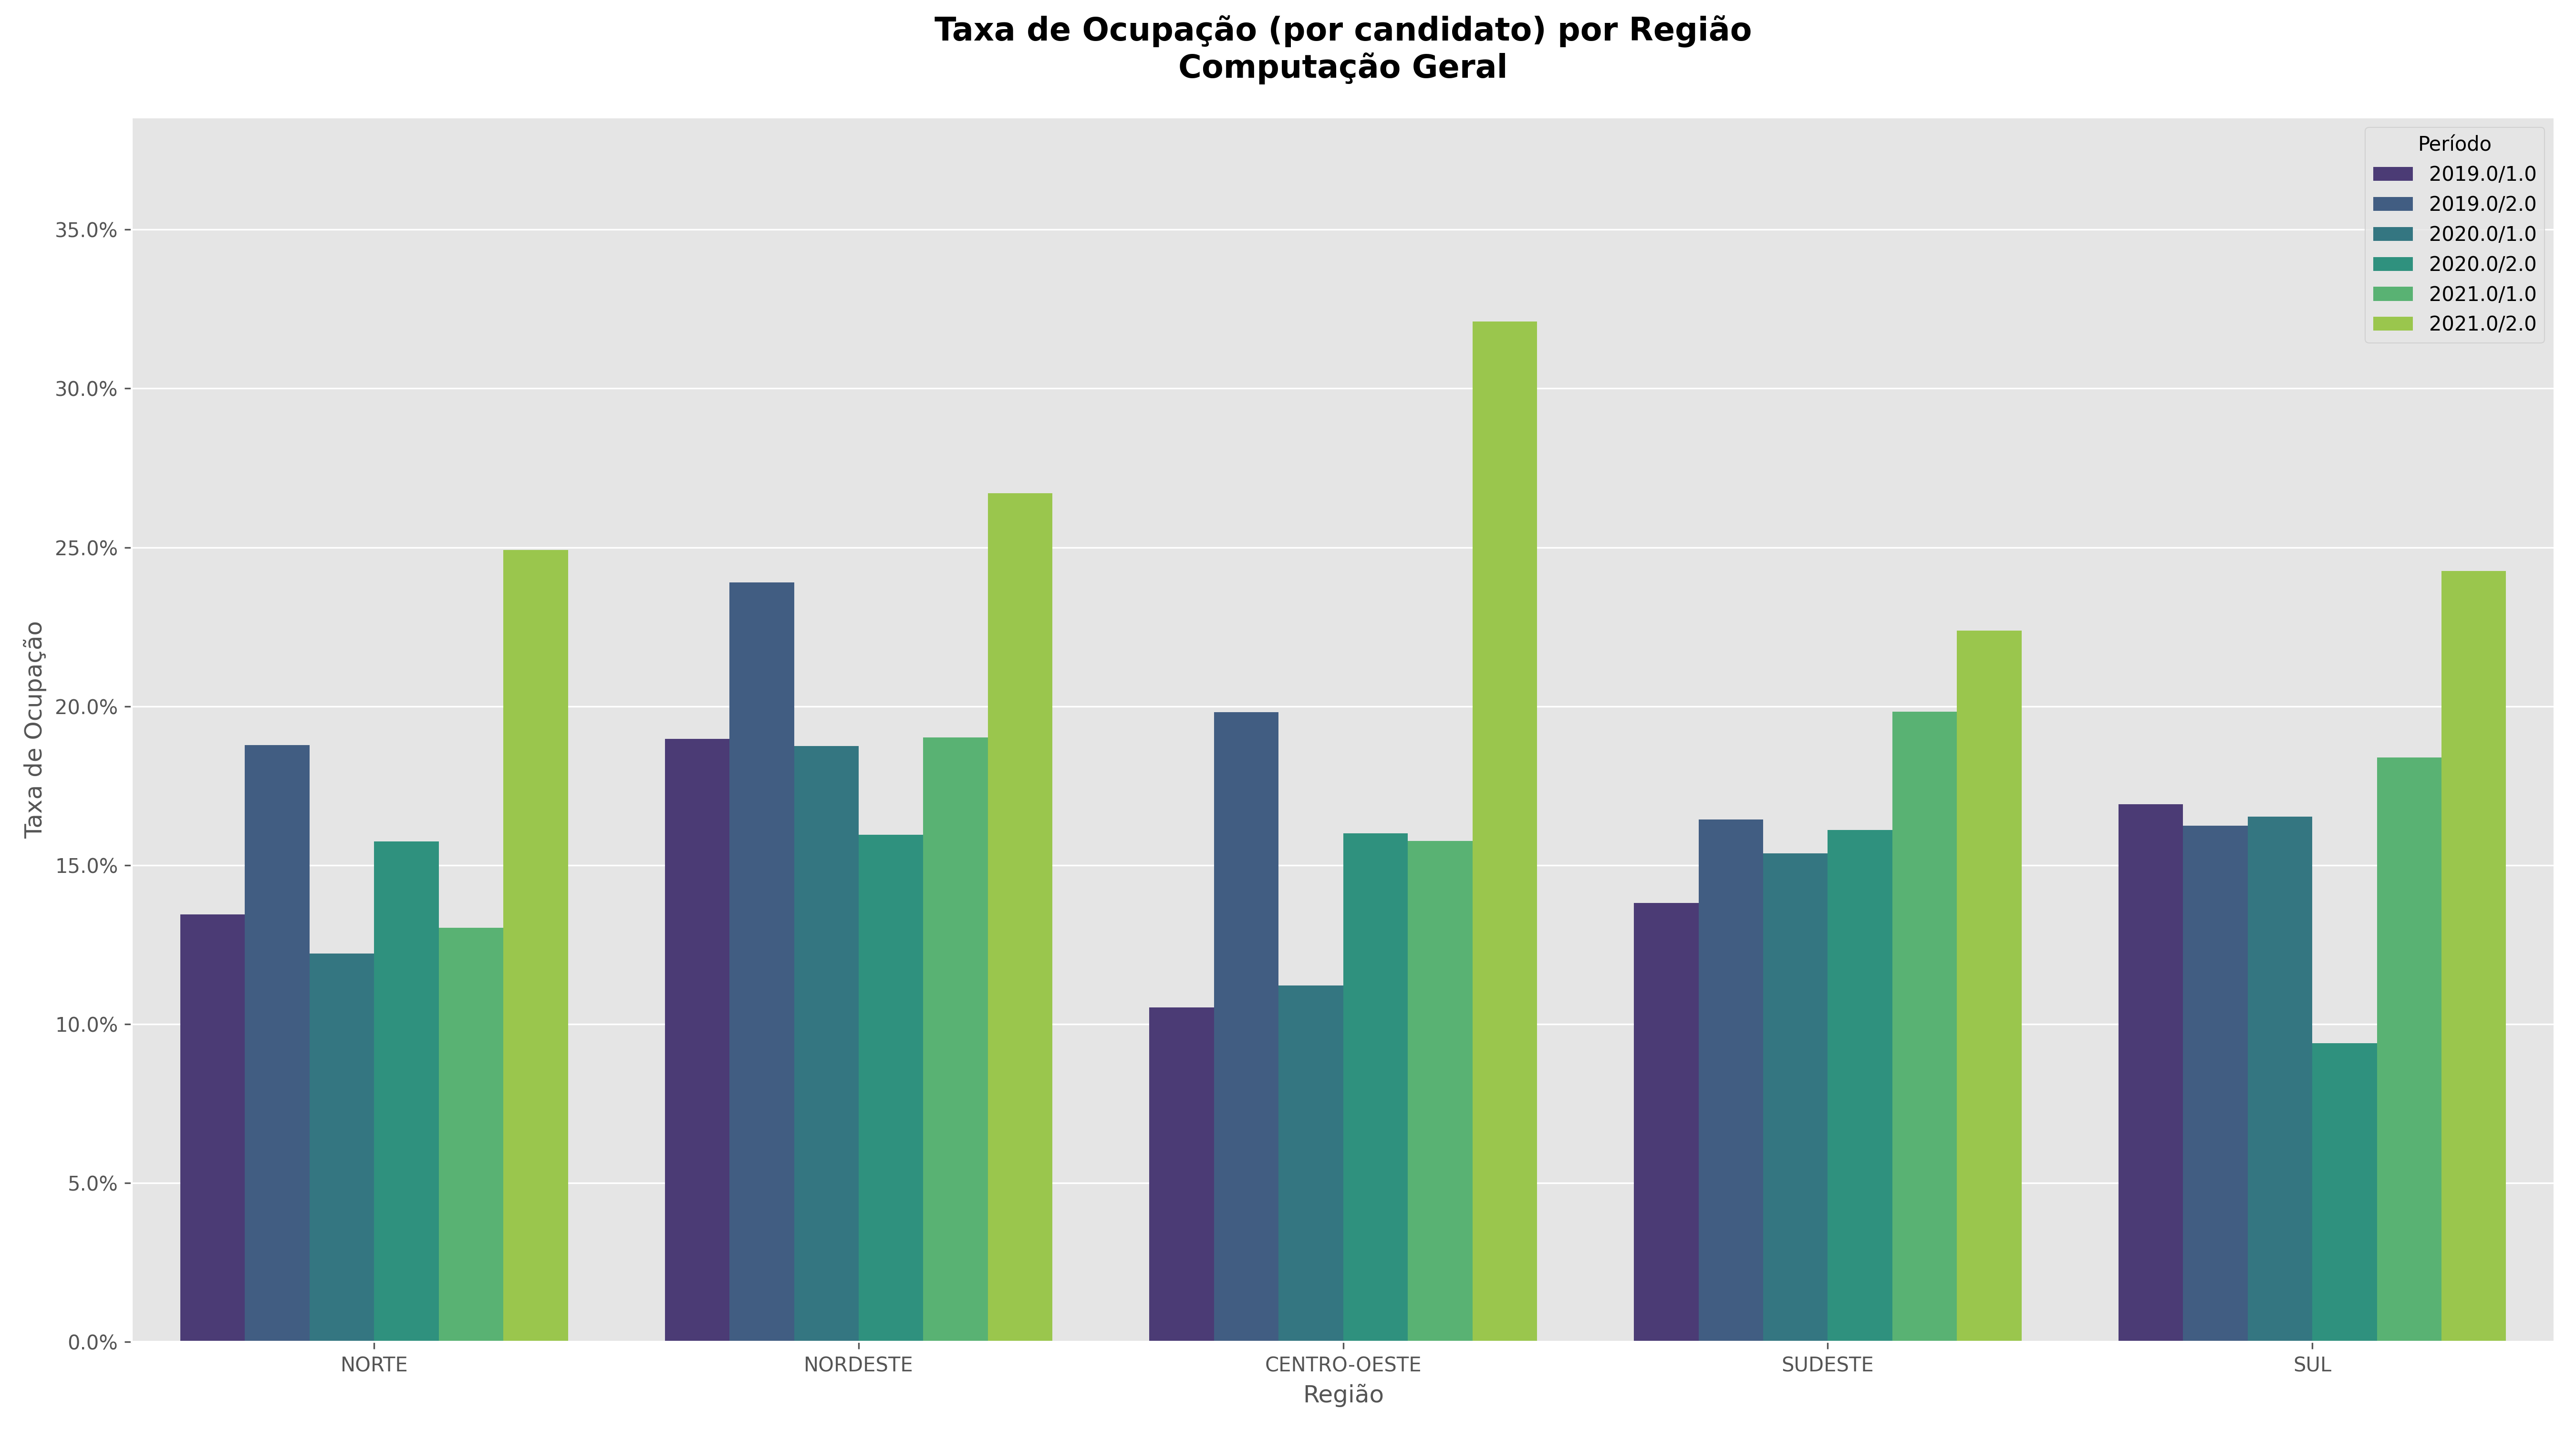 Taxa de Ocupação (por candidato) por Região
Computação Geral
Período
2019.0/1.0
2019.0/2.0
2020.0/1.0
2020.0/2.0
2021.0/1.0
2021.0/2.0
Taxa de Ocupação
35.0%
30.0%
25.0%
20.0%
15.0%
10.0%
5.0%
0.0%
NORTE
NORDESTE
CENTRO-OESTE
SUDESTE
SUL
Região